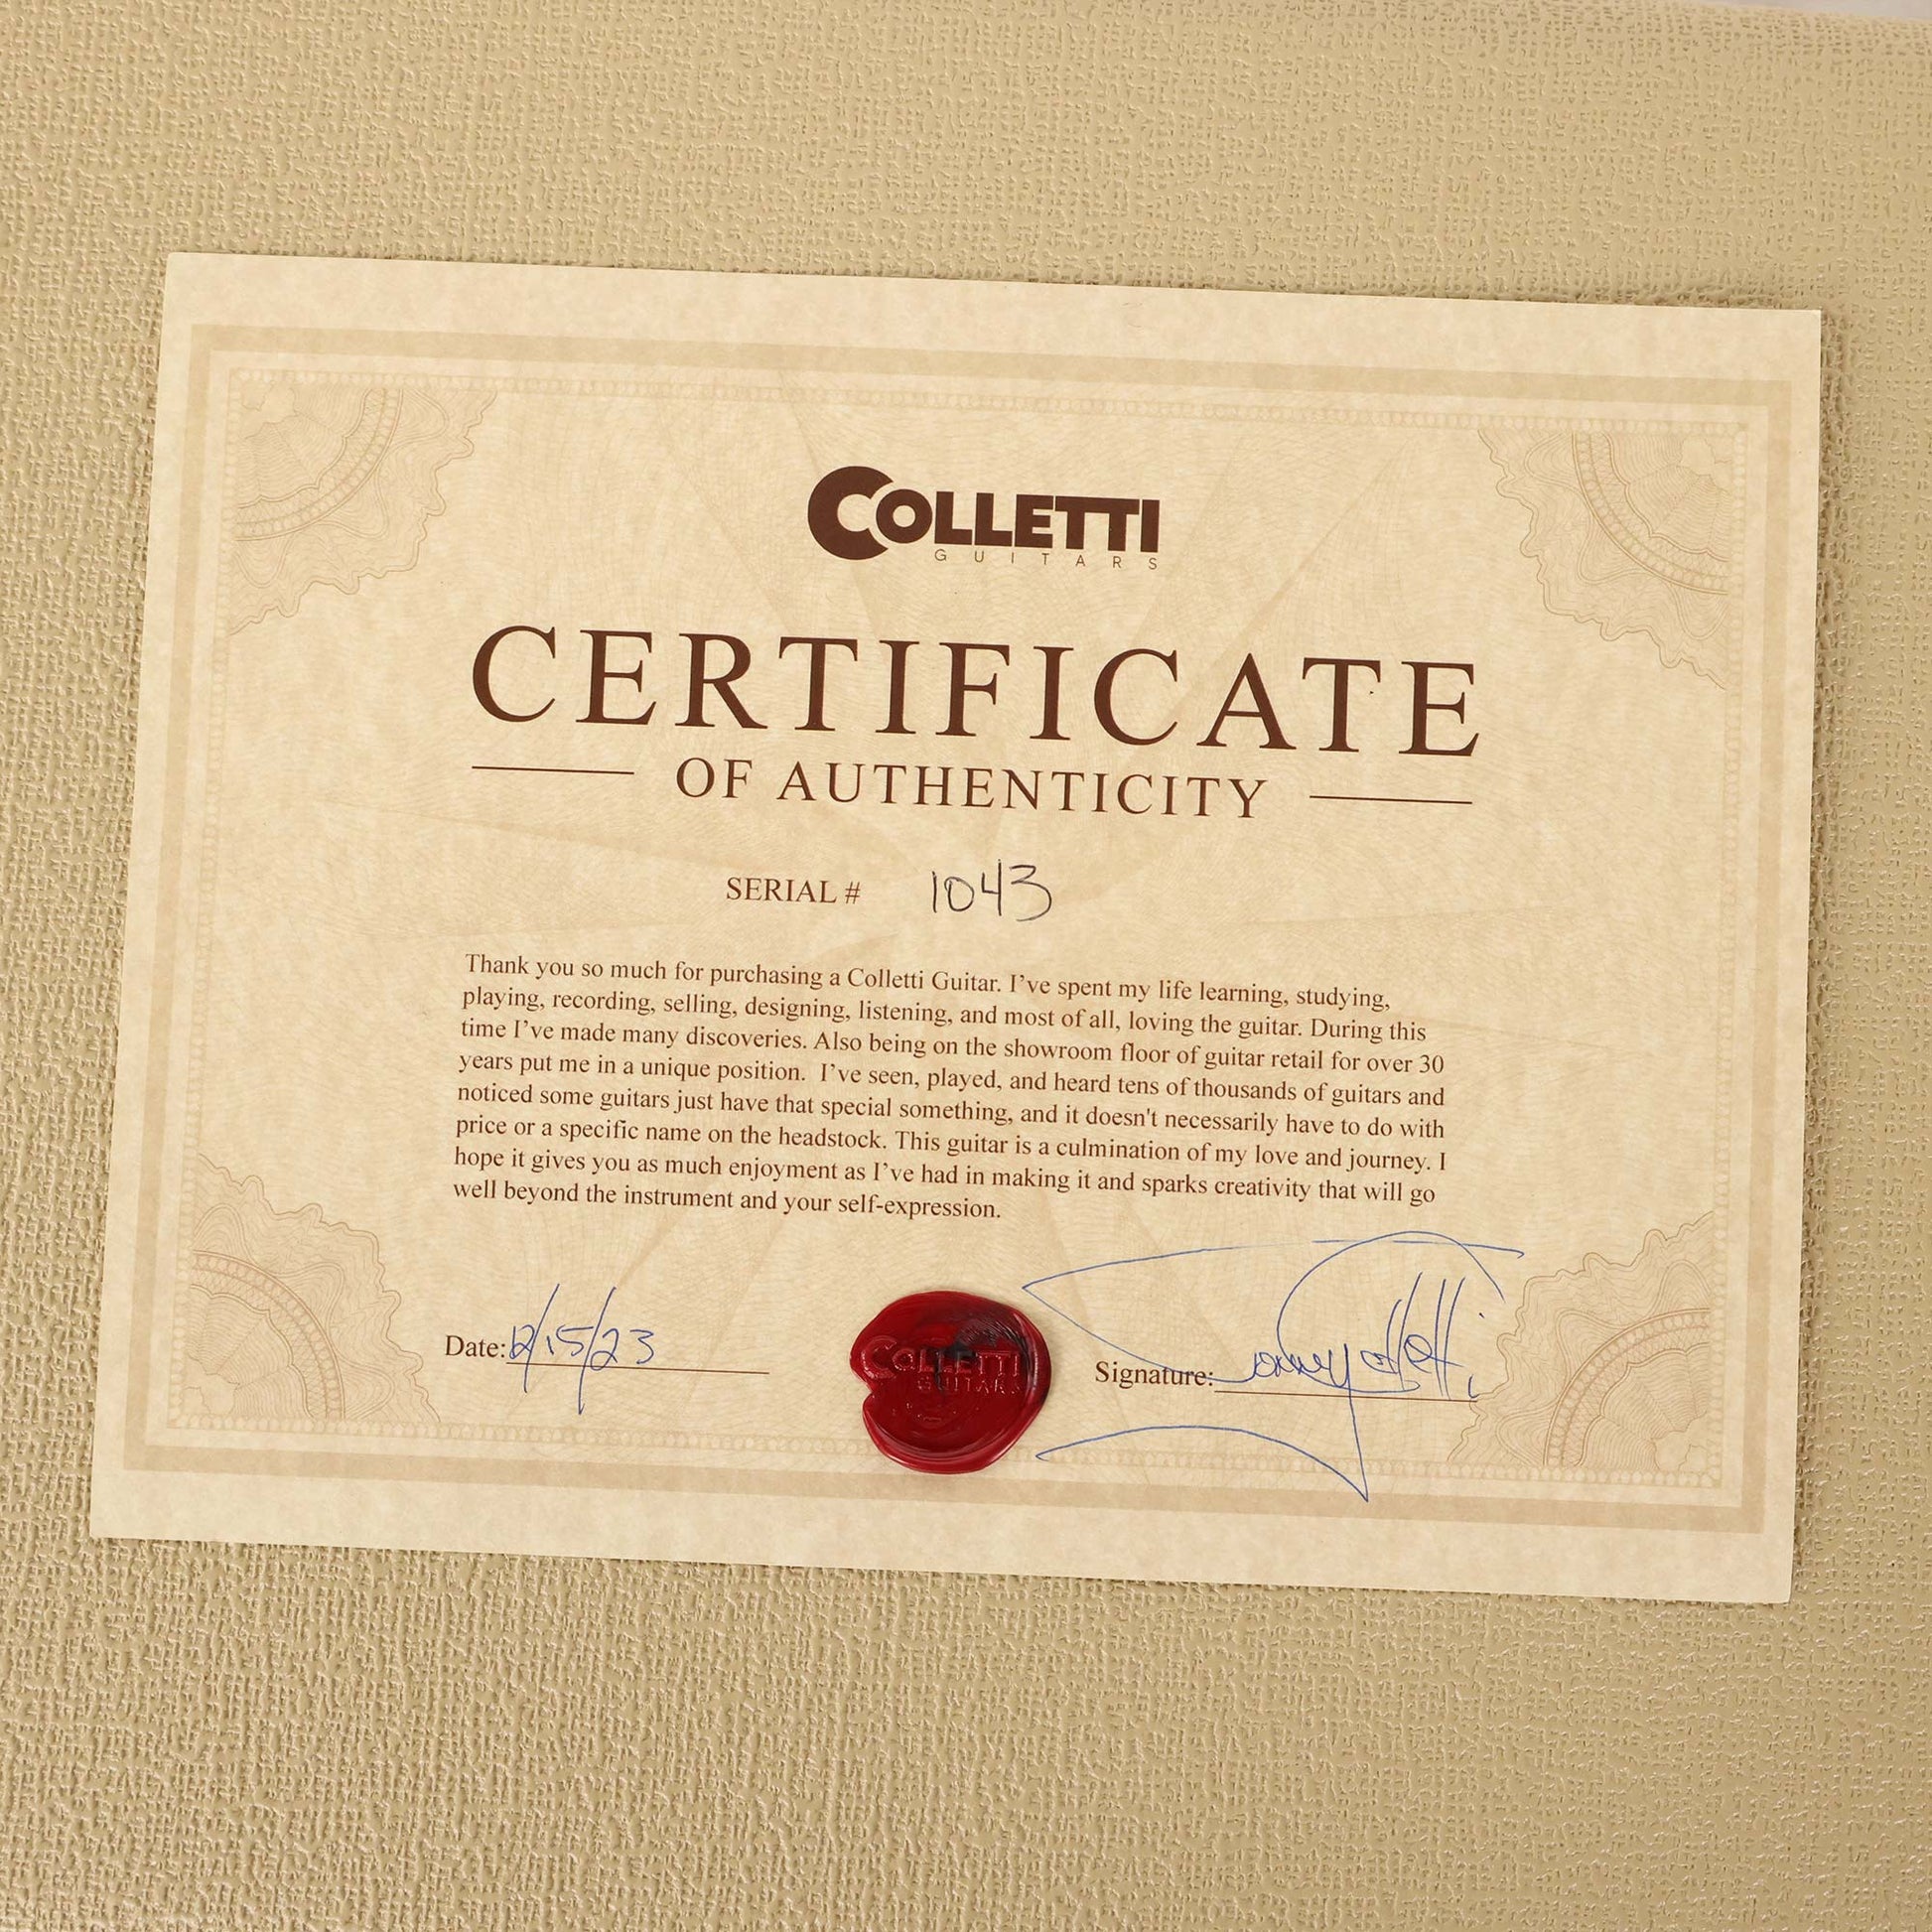 COLLETTI
GUITARS
CERTIFICATE
OF AUTHENTICITY
SERIAL # 1043
Thank you so much for purchasing a Colletti Guitar. I’ve spent my life learning, studying,
playing, recording, selling, designing, listening, and most of all, loving the guitar. During this
time I’ve made many discoveries. Also being on the showroom floor of guitar retail for over 30
years put me in a unique position.  I’ve seen, played, and heard tens of thousands of guitars and
noticed some guitars just have that special something, and it doesn't necessarily have to do with
price or a specific name on the headstock. This guitar is a culmination of my love and journey. I
hope it gives you as much enjoyment as I’ve had in making it and sparks creativity that will go
well beyond the instrument and your self-expression.
Date: 12/15/23
COLLETTI
GUITARS
Signature: